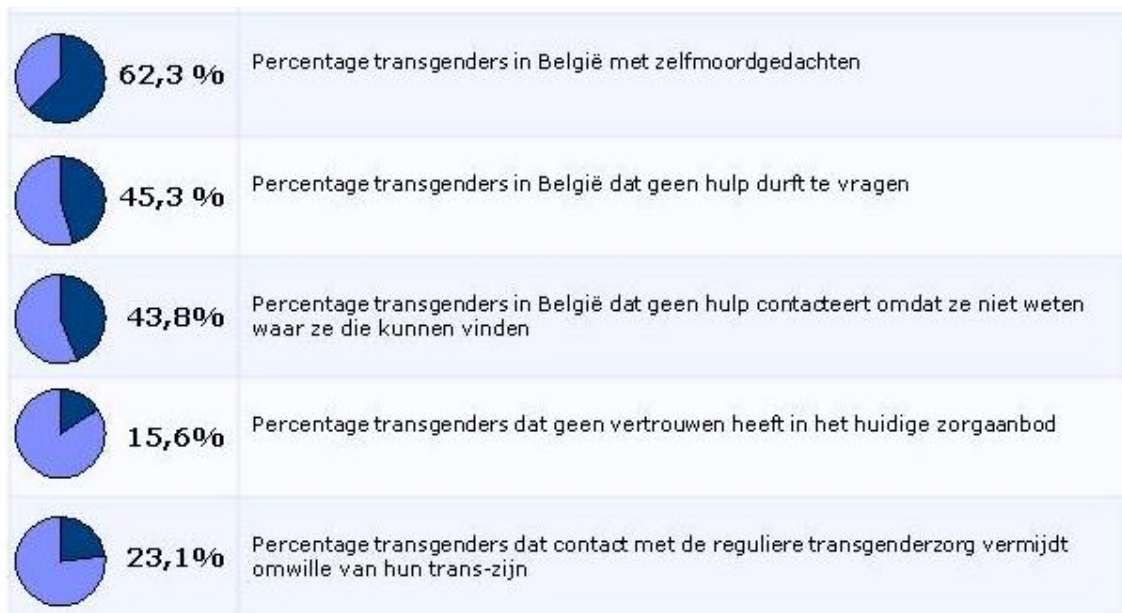 62,3 % Percentage transgenders in België met zelfmoordgedachten
45,3 % Percentage transgenders in België dat geen hulp durft te vragen
43,8% Percentage transgenders in België dat geen hulp contacteert omdat ze niet weten
waar ze die kunnen vinden
15,6% Percentage transgenders dat geen vertrouwen heeft in het huidige zorgaanbod
23,1% Percentage transgenders dat contact met de reguliere transgenderzorg vermijdt
omwille van hun trans-zijn